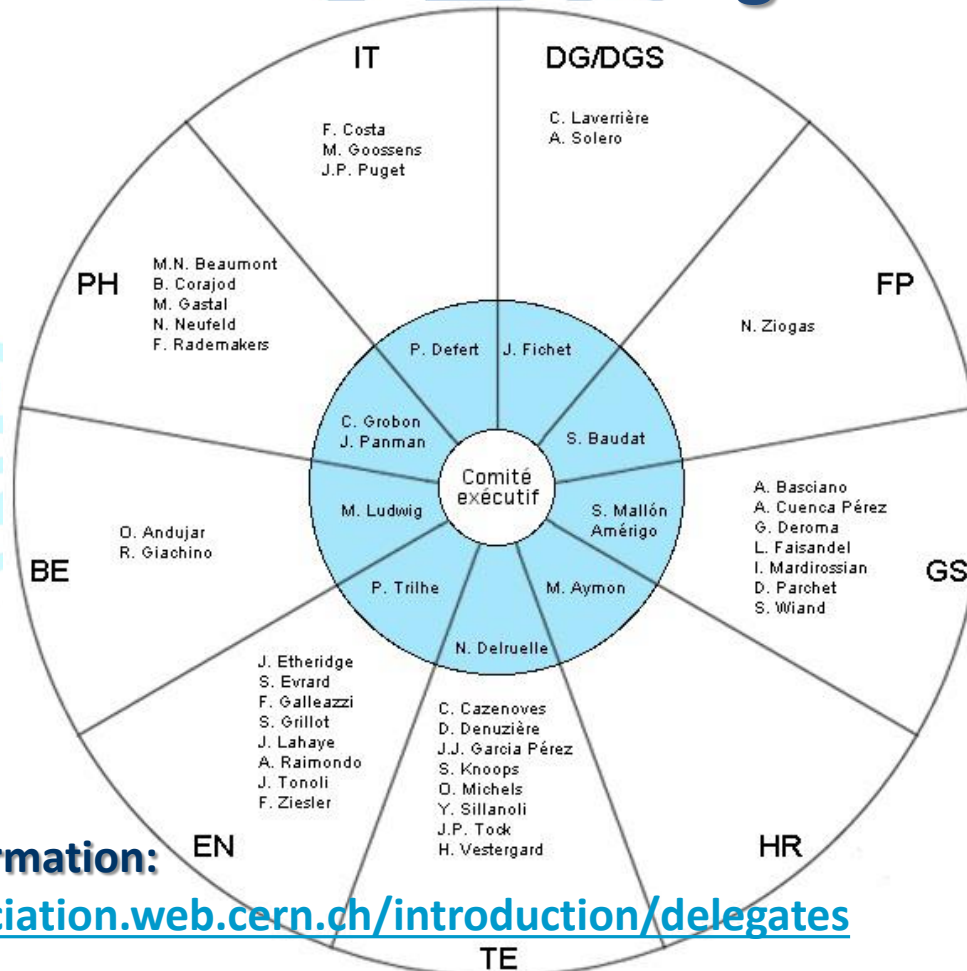 IT
F. Costa
M. Goossens
J.P. Puget
DG/DGS
C. Laverrière
A. Solero
PH
M.N. Beaumont
B. Corajod
M. Gastal
N. Neufeld
F. Rademakers
FP
N. Ziogas
P. Defert
J. Fichet
C. Grobon
J. Panman
S. Baudat
Comité
exécutif
M. Ludwig
S. Mallón
Amérigo
P. Trilhe
M. Aymon
N. Delruelle
BE
O. Andujar
R. Giachino
GS
A. Basciano
A. Cuenca Pérez
G. Deroma
L. Faisandel
I. Mardirossian
D. Parchet
S. Wiand
EN
J. Etheridge
S. Evrard
F. Galleazzi
S. Grillot
J. Lahaye
A. Raimondo
J. Tonoli
F. Ziesler
C. Cazenoves
D. Denuzière
J.J. Garcia Pérez
S. Knoops
O. Michels
Y. Sillanoli
J.P. Tock
H. Vestergard
HR
rmation:
ciation.web.cern.ch/introduction/delegates
TE